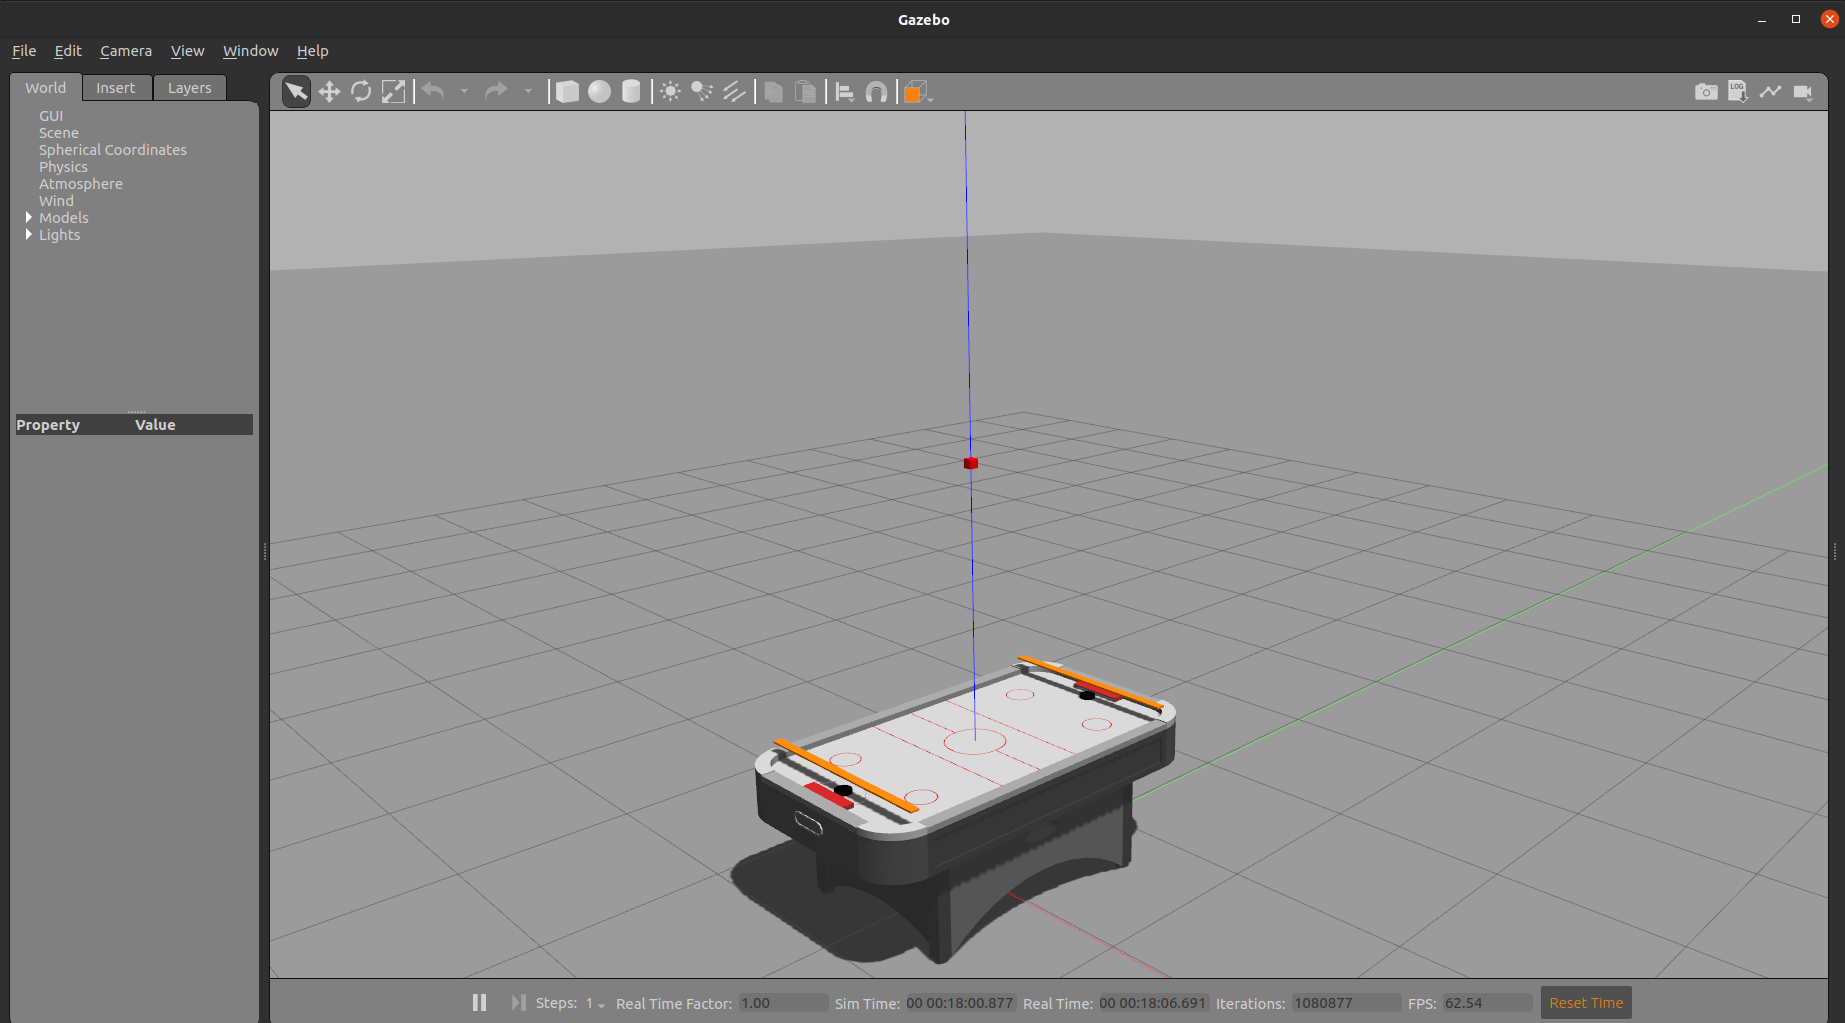 Gazebo
File Edit Camera View Window Help
World Insert Layers
LOG
GUI
Scene
Spherical Coordinates
Physics
Atmosphere
Wind
Models
Lights
Property Value
Steps: 1 Real Time Factor: 1.00 Sim Time: 00 00:18:00.877 Real Time: 00 00:18:06.691 Iterations: 1080877 FPS: 62.54 Reset Time